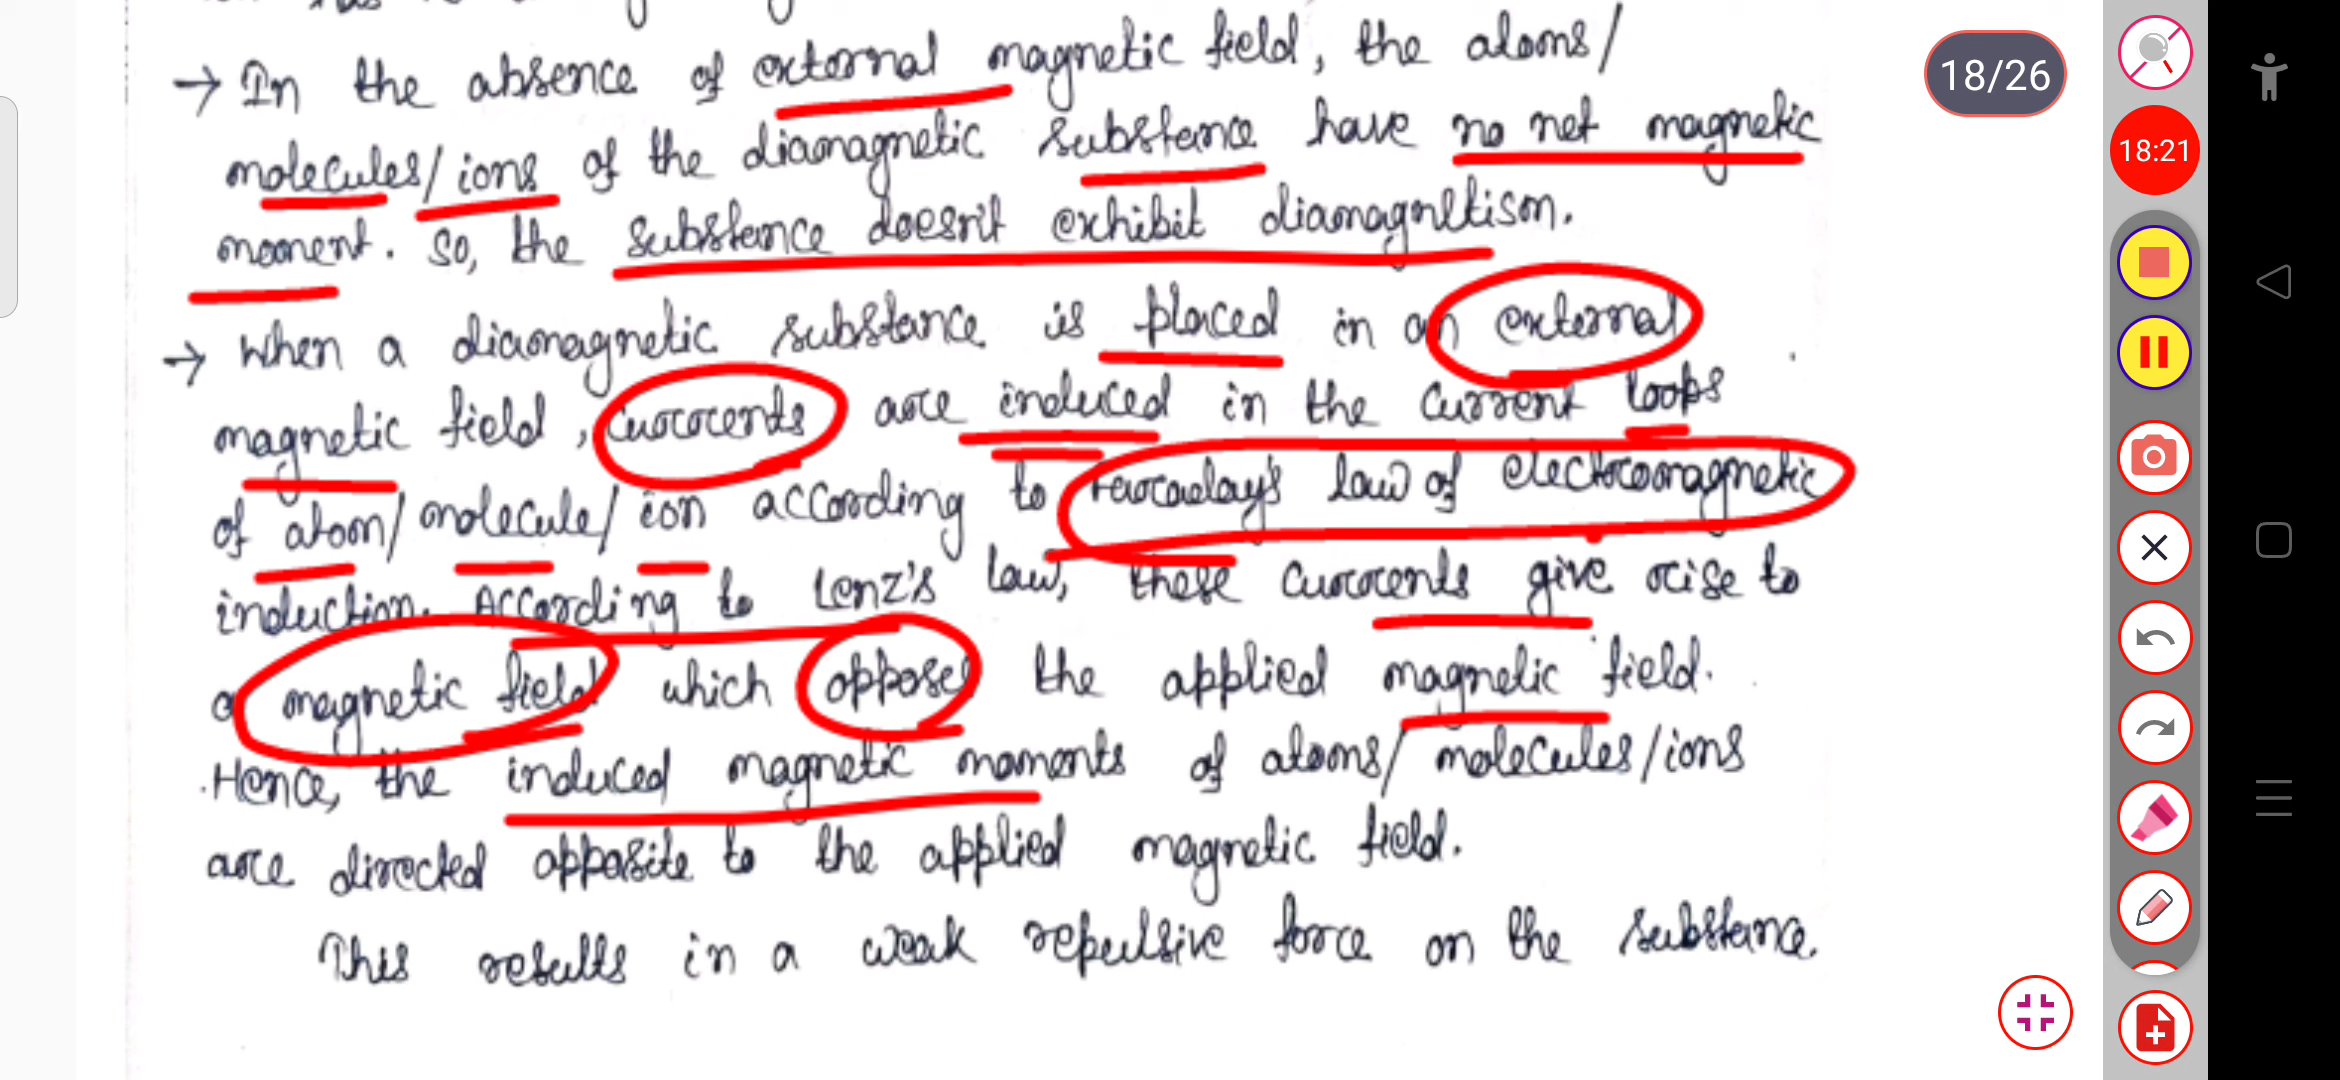 → In the absence of external magnetic field, the atoms/
molecules/ions of the diamagnetic substance have no net magnetic
moment. So, the substance doesn't exhibit diamagnetism.
→ When a diamagnetic substance is placed in an external
magnetic field, currents are induced in the current loops
of atom/molecule/ion according to Faraday's law of electromagnetic
induction. According to Lenz's law, these currents give rise to
a magnetic field which oppose the applied magnetic field.
Hence, the induced magnetic moments of atoms/molecules/ions
are directed opposite to the applied magnetic field.
This results in a weak repulsive force on the substance.
18/26
18:21